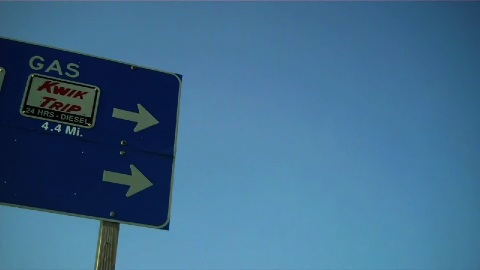 GAS
KWIK
TRIP
24 HRS - DIESEL
4.4 Mi.